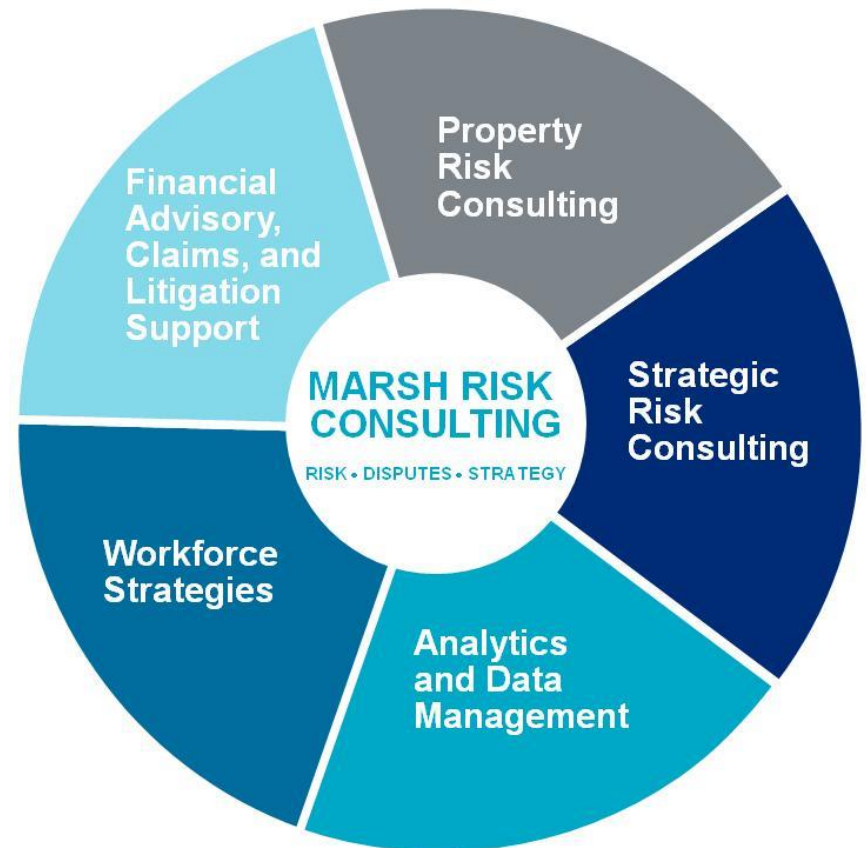 Property
Risk
Consulting
Financial
Advisory,
Claims, and
Litigation
Support
MARSH RISK
CONSULTING
RISK • DISPUTES • STRATEGY
Strategic
Risk
Consulting
Workforce
Strategies
Analytics
and Data
Management